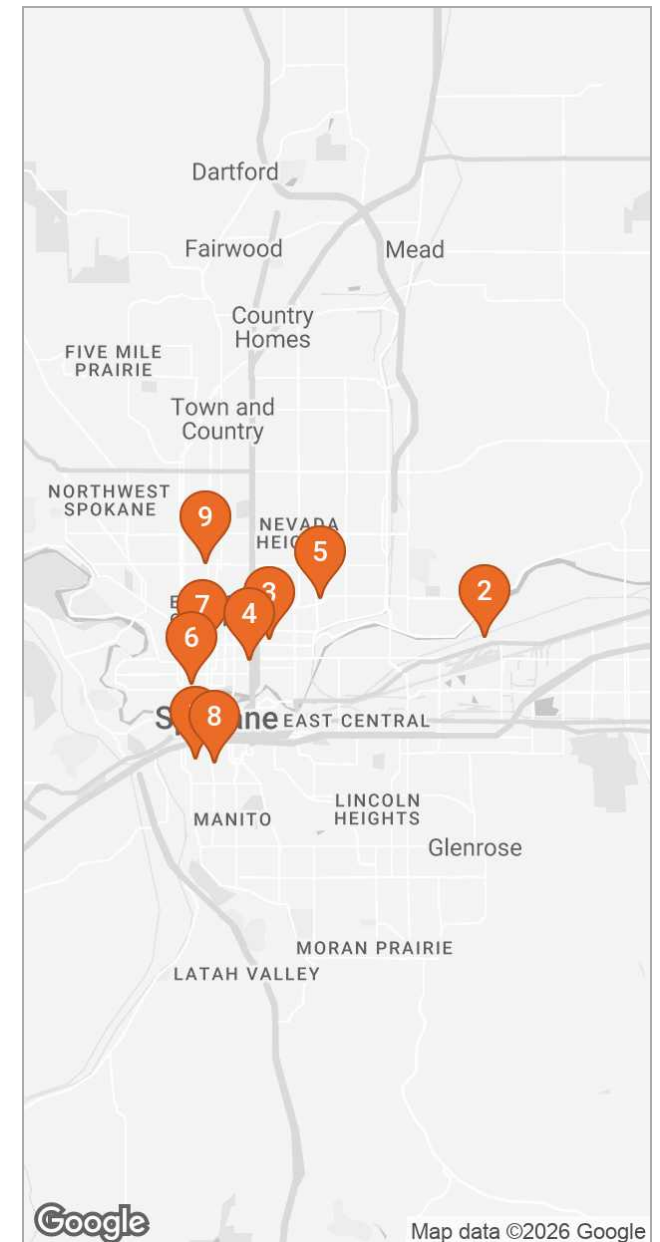 Dartford
Fairwood
Mead
Country
Homes
FIVE MILE
PRAIRIE
Town and
Country
NORTHWEST
SPOKANE
9
NEVADA
5
2
3
7
4
6
8
EAST CENTRAL
LINCOLN
HEIGHTS
MANITO
Glenrose
MORAN PRAIRIE
LATAH VALLEY
Google
Map data ©2026 Google